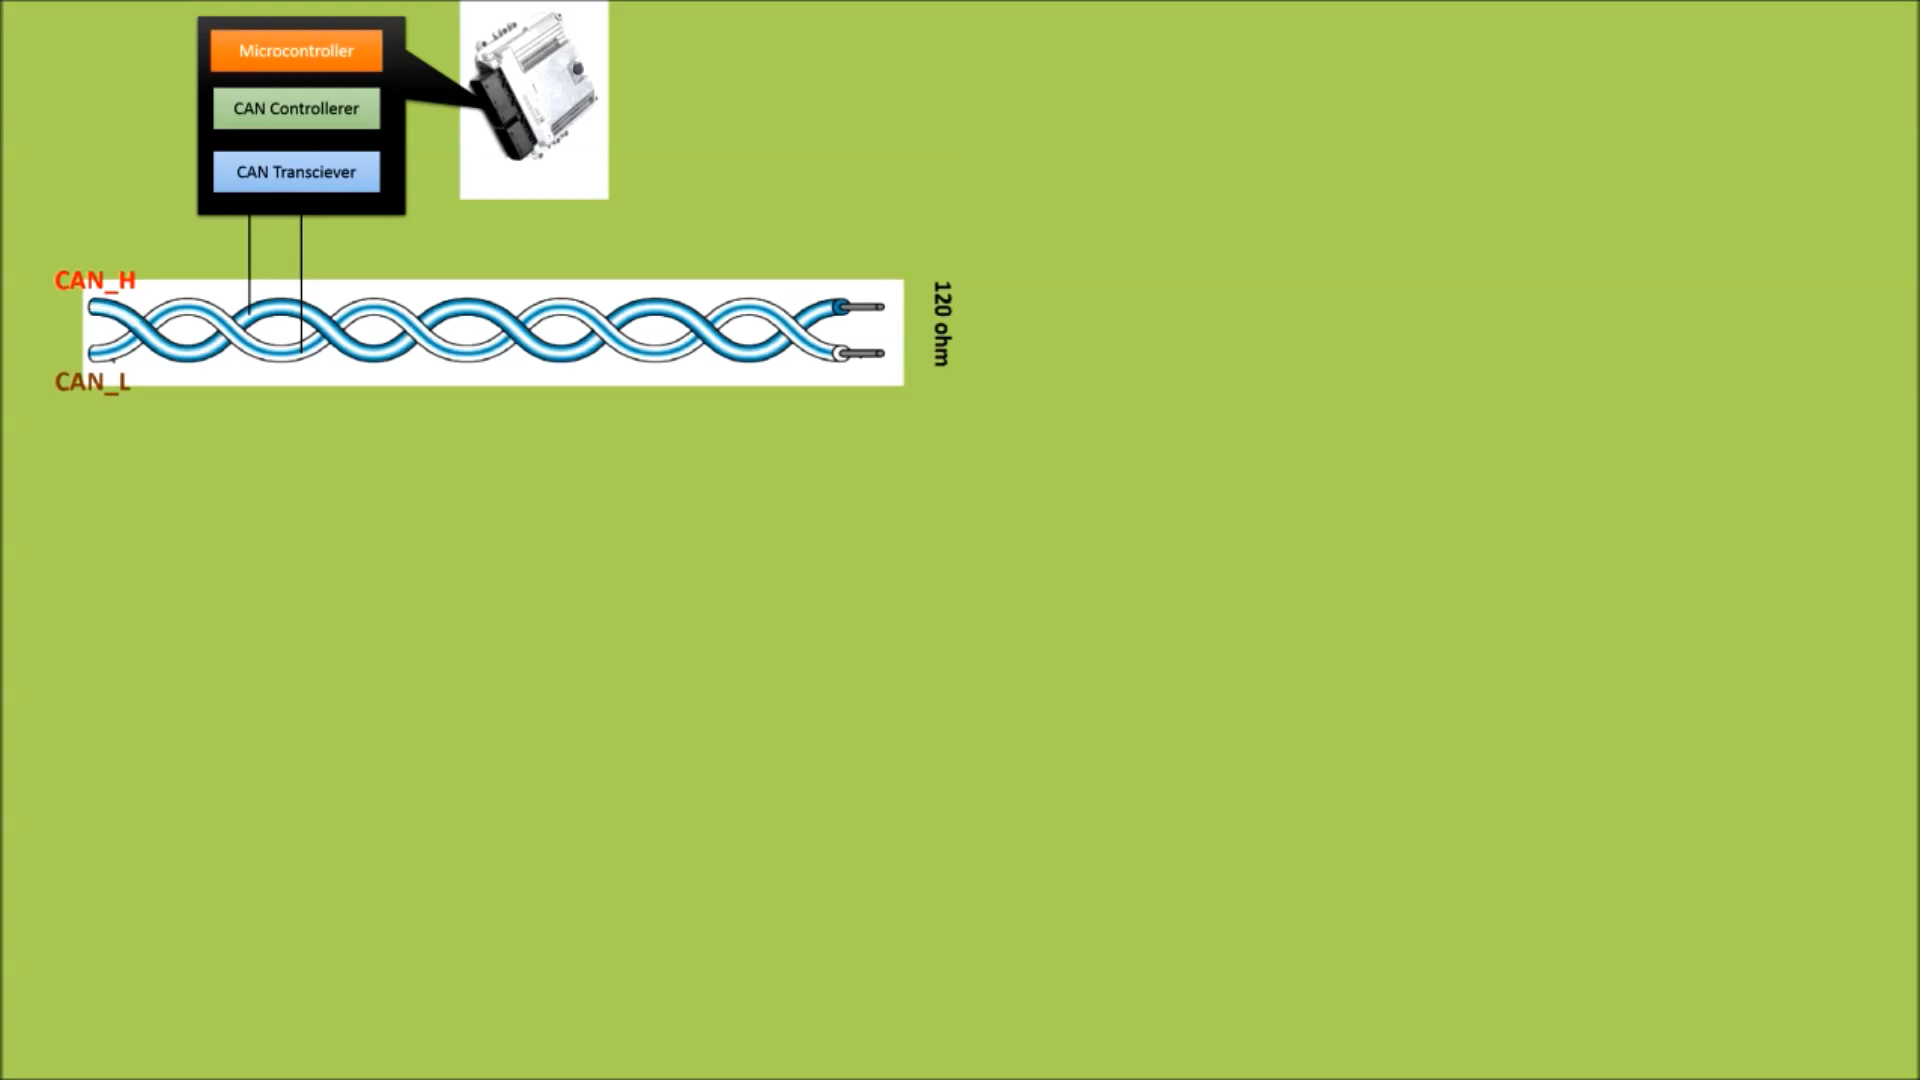 Microcontroller
CAN Controllerer
CAN Transciever
CAN_H
CAN_L
120 ohm